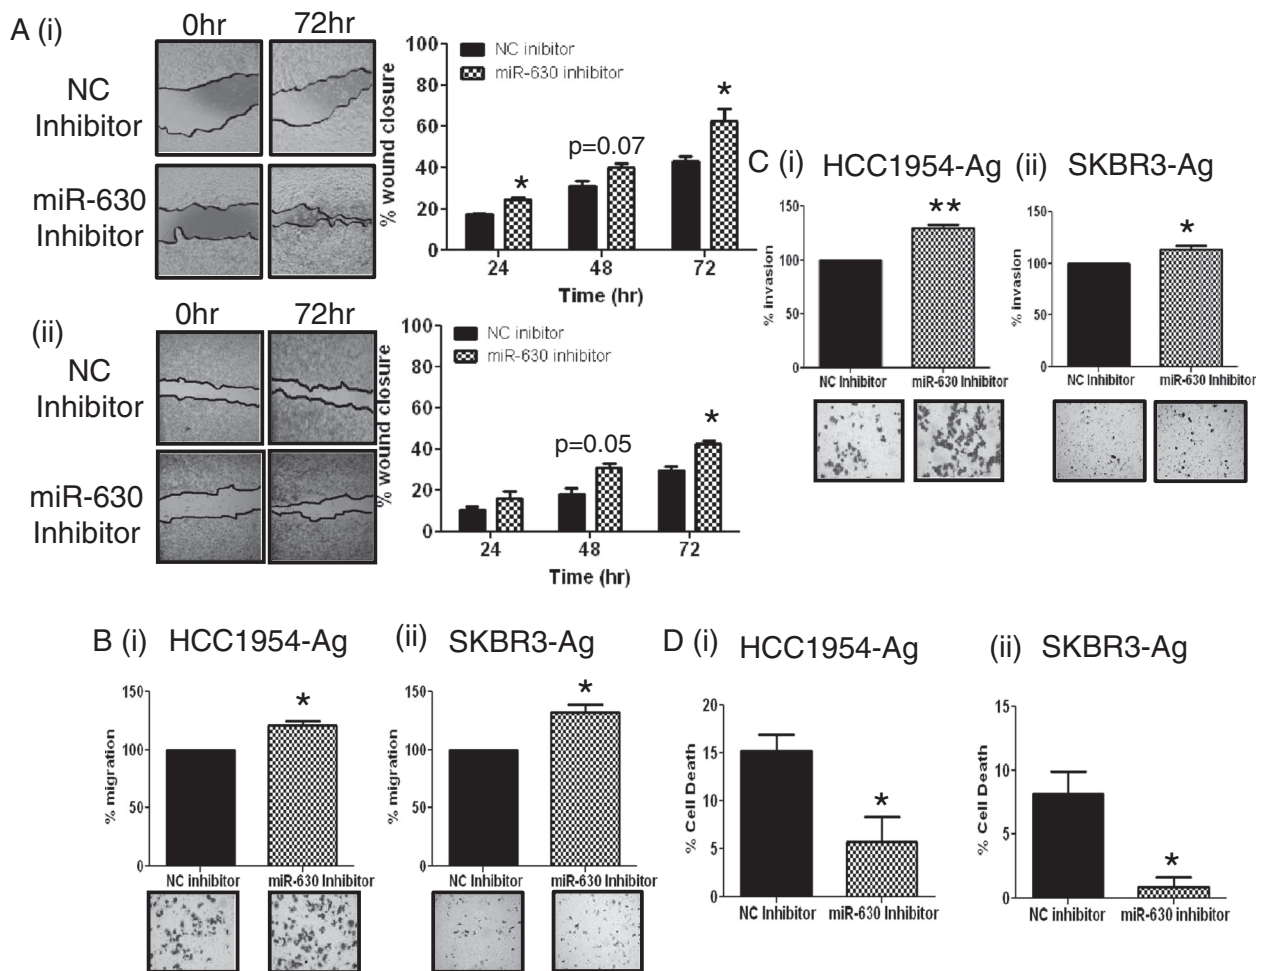 A (i)
0hr
72hr
NC
Inhibitor
miR-630
Inhibitor
% wound closure
100
80
60
40
20
0
NC inibitor
miR-630 inhibitor
*
p=0.07
*
24
48
72
Time (hr)
(ii)
0hr
72hr
NC
Inhibitor
miR-630
Inhibitor
% wound closure
100
80
60
40
20
0
NC inibitor
miR-630 inhibitor
p=0.05
*
24
48
72
Time (hr)
C (i)
HCC1954-Ag
% invasion
150
100
50
0
**
NC Inhibitor
miR-630 Inhibitor
(ii)
SKBR3-Ag
% invasion
150
100
50
0
*
NC Inhibitor
miR-630 Inhibitor
B (i)
HCC1954-Ag
% migration
150
100
50
0
*
NC inhibitor
miR-630 Inhibitor
(ii)
SKBR3-Ag
% migration
150
100
50
0
*
NC Inhibitor
miR-630 Inhibitor
D (i)
HCC1954-Ag
% Cell Death
20
15
10
5
0
*
NC Inhibitor
miR-630 Inhibitor
(ii)
SKBR3-Ag
% Cell Death
15
10
5
0
*
NC inhibitor
miR-630 inhibitor